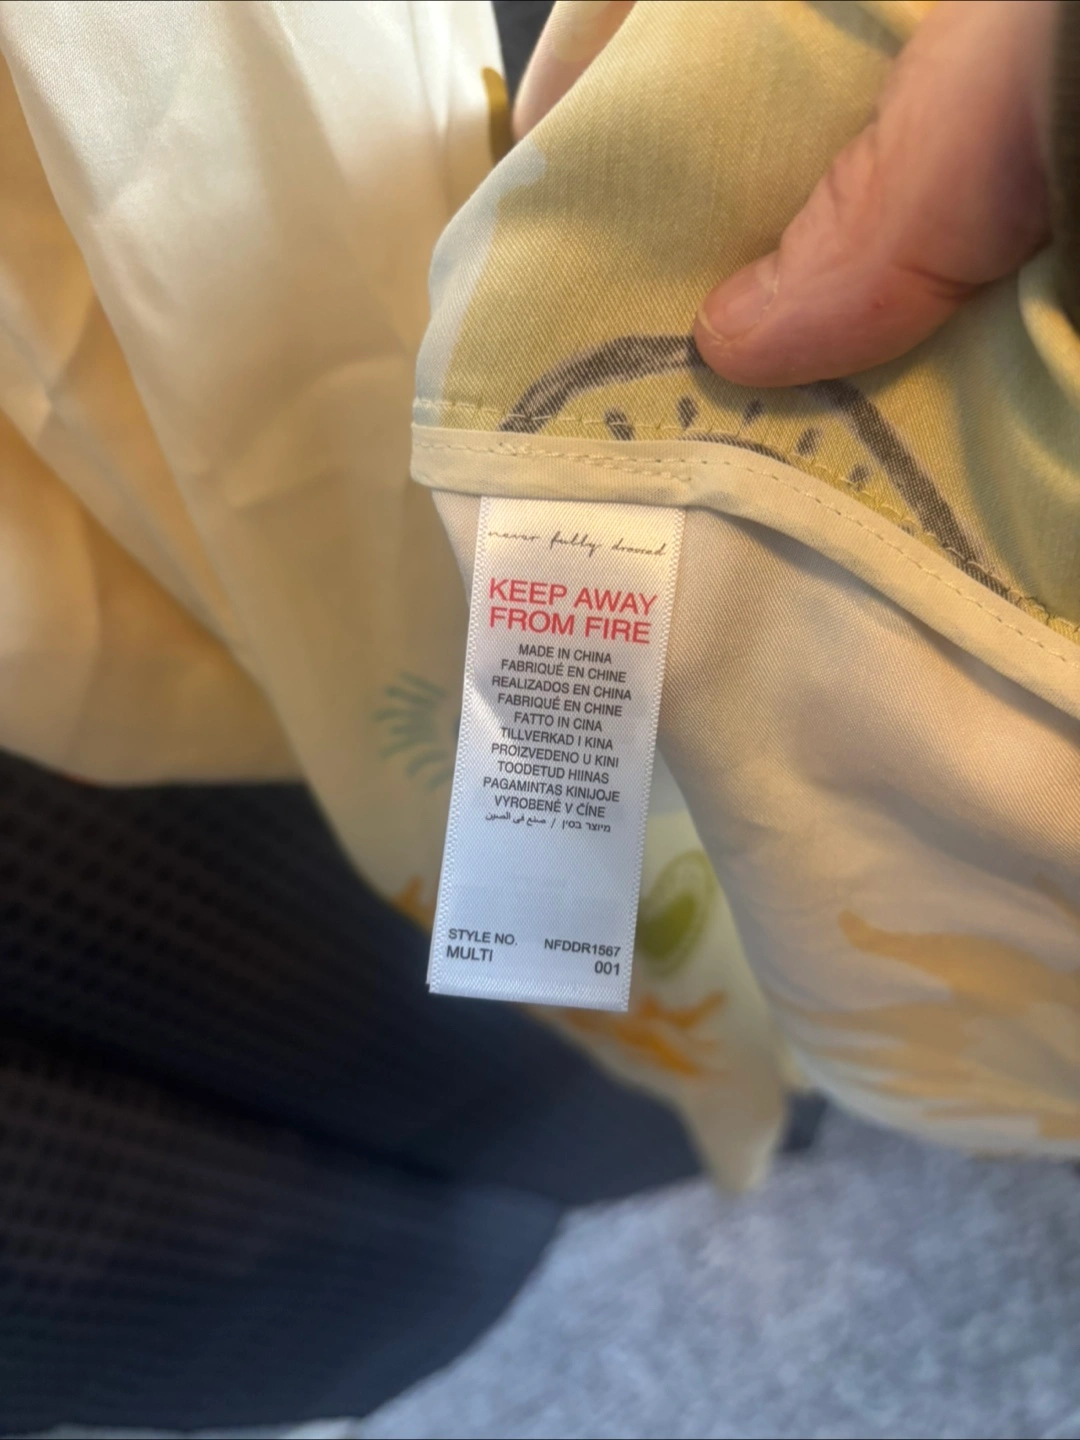 never fully dressed
KEEP AWAY
FROM FIRE
MADE IN CHINA
FABRIQUÉ EN CHINE
REALIZADOS EN CHINA
FABRIQUÉ EN CHINE
FATTO IN CINA
TILLVERKAD I KINA
PROIZVEDENO U KINI
TOODETUD HIINAS
PAGAMINTAS KINIJOJE
VYROBENÉ V ČÍNE
מיוצר בסין / صنع في الصين
STYLE NO. NFDDR1567
MULTI 001